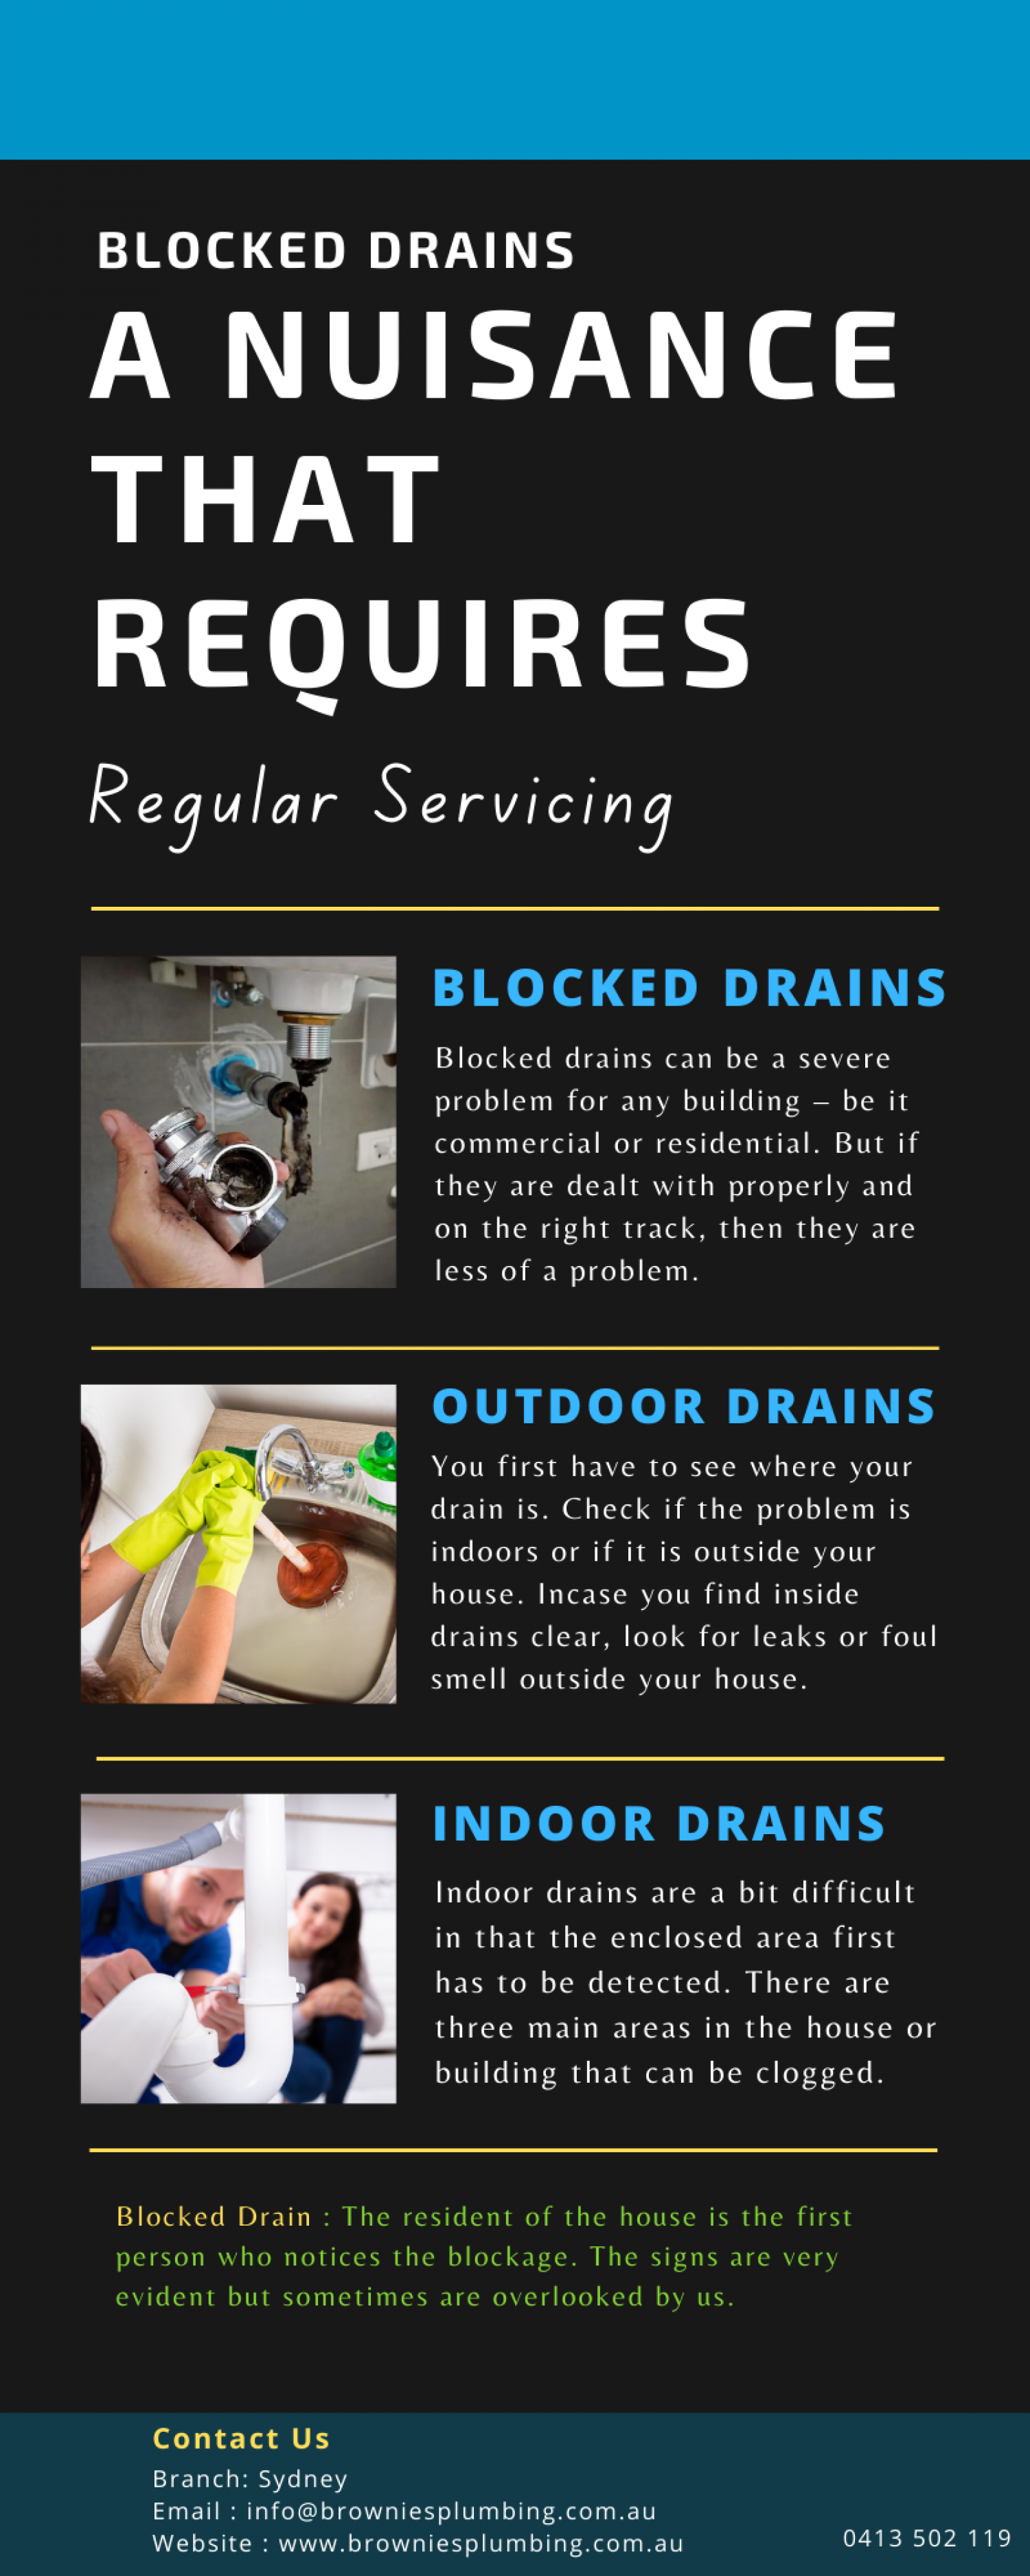 BLOCKED DRAINS
A NUISANCE
THAT
REQUIRES
Regular Servicing
BLOCKED DRAINS
Blocked drains can be a severe
problem for any building – be it
commercial or residential. But if
they are dealt with properly and
on the right track, then they are
less of a problem.
OUTDOOR DRAINS
You first have to see where your
drain is. Check if the problem is
indoors or if it is outside your
house. Incase you find inside
drains clear, look for leaks or foul
smell outside your house.
INDOOR DRAINS
Indoor drains are a bit difficult
in that the enclosed area first
has to be detected. There are
three main areas in the house or
building that can be clogged.
Blocked Drain : The resident of the house is the first
person who notices the blockage. The signs are very
evident but sometimes are overlooked by us.
Contact Us
Branch: Sydney
Email : info@browniesplumbing.com.au
Website : www.browniesplumbing.com.au
0413 502 119